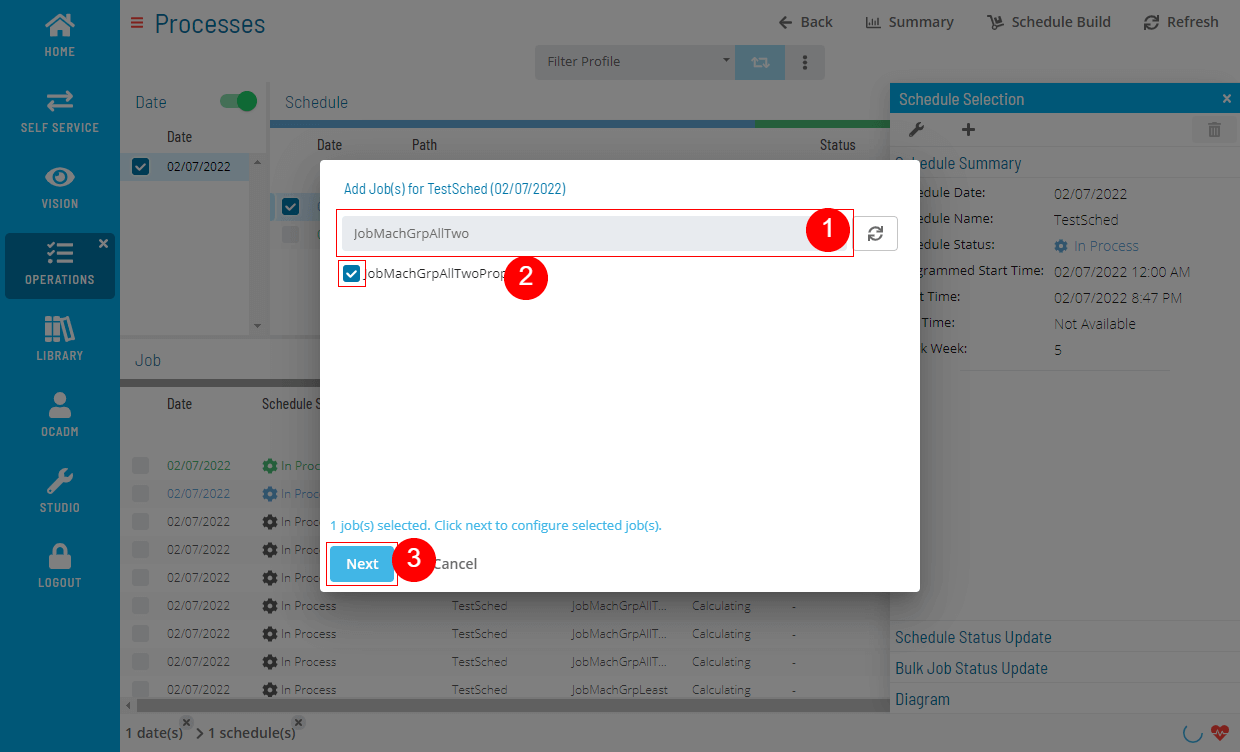 Processes
Back
Summary
Schedule Build
Refresh
HOME
SELF SERVICE
VISION
OPERATIONS
LIBRARY
OCADM
STUDIO
LOGOUT
Filter Profile
Date
Schedule
Date
02/07/2022
Date Path Status
Schedule Selection
Schedule Summary
edule Date: 02/07/2022
edule Name: TestSched
edule Status: In Process
grammed Start Time: 02/07/2022 12:00 AM
t Time: 02/07/2022 8:47 PM
Time: Not Available
k Week: 5
Add Job(s) for TestSched (02/07/2022)
JobMachGrpAllTwo
1
JobMachGrpAllTwoProp
2
1 job(s) selected. Click next to configure selected job(s).
Next
3
Cancel
Job
Date Schedule S
02/07/2022 In Proc
02/07/2022 In Proc
02/07/2022 In Proc
02/07/2022 In Proc
02/07/2022 In Proc
02/07/2022 In Process TestSched JobMachGrpAllT... Calculating -
02/07/2022 In Process TestSched JobMachGrpAllT... Calculating -
02/07/2022 In Process TestSched JobMachGrpAllT... Calculating -
02/07/2022 In Process TestSched JobMachGrpLeast Calculating -
Schedule Status Update
Bulk Job Status Update
Diagram
1 date(s) > 1 schedule(s)